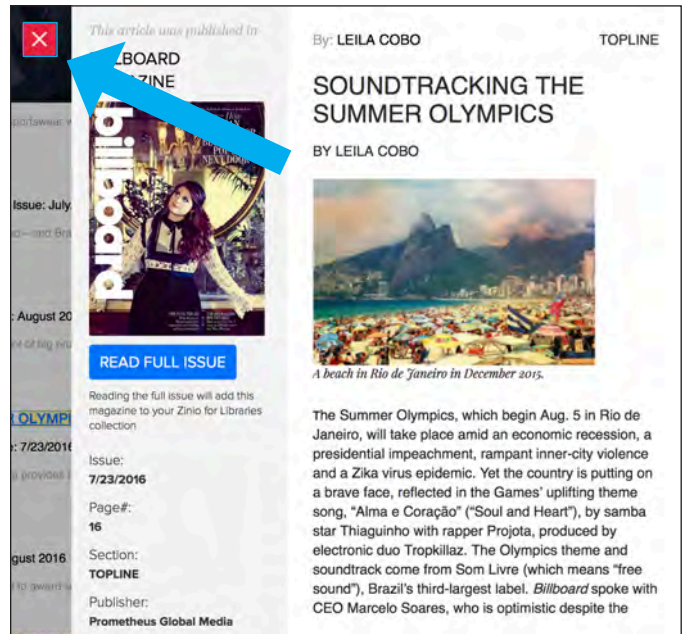 This article was published in
LBOARD
ZINE
billboard
NEXT DOOR
READ FULL ISSUE
Reading the full issue will add this
magazine to your Zinio for Libraries
collection
Issue:
7/23/2016
Page#:
16
Section:
TOPLINE
Publisher:
Prometheus Global Media
Issue: July
: August 20
OLYMPI
: 7/23/2016
provides
gust 2016
to award-w
By: LEILA COBO
TOPLINE
SOUNDTRACKING THE
SUMMER OLYMPICS
BY LEILA COBO
A beach in Rio de Janeiro in December 2015.
The Summer Olympics, which begin Aug. 5 in Rio de
Janeiro, will take place amid an economic recession, a
presidential impeachment, rampant inner-city violence
and a Zika virus epidemic. Yet the country is putting on
a brave face, reflected in the Games' uplifting theme
song, “Alma e Coração” (“Soul and Heart”), by samba
star Thiaguinho with rapper Projota, produced by
electronic duo Tropkillaz. The Olympics theme and
soundtrack come from Som Livre (which means “free
sound”), Brazil's third-largest label. Billboard spoke with
CEO Marcelo Soares, who is optimistic despite the